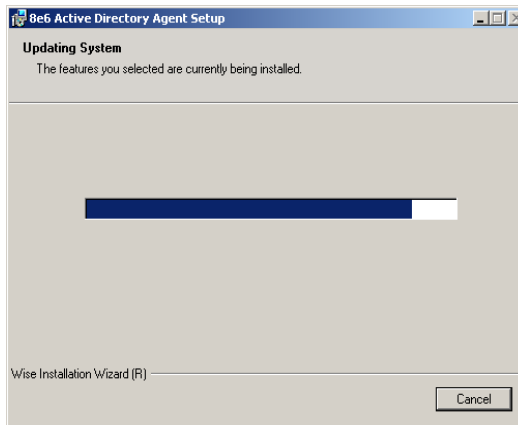 8e6 Active Directory Agent Setup
Updating System
The features you selected are currently being installed.
Wise Installation Wizard (R)
Cancel